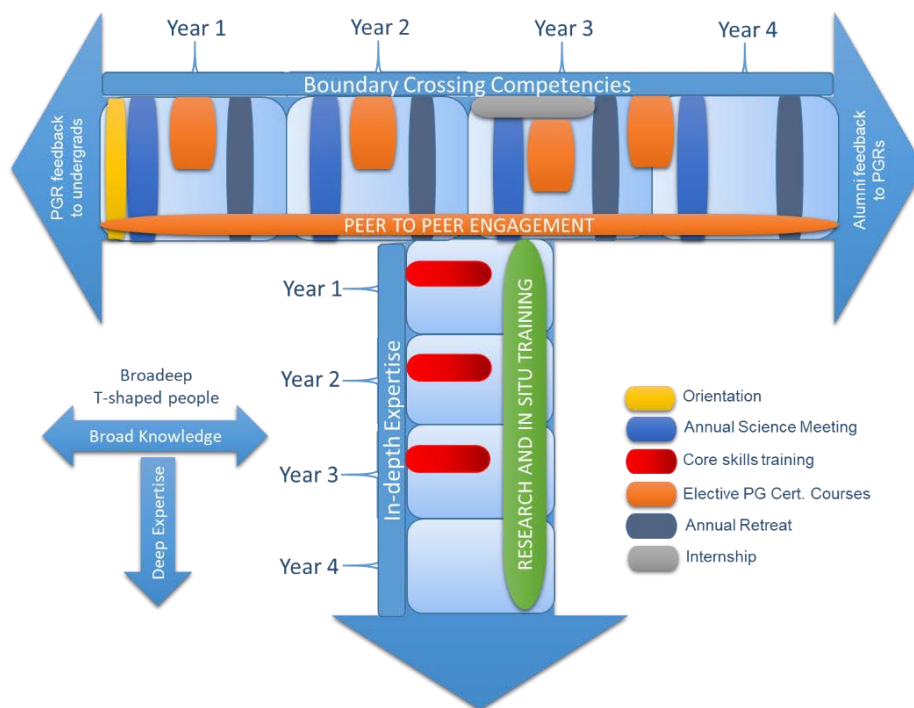 Year 1
Year 2
Year 3
Year 4
Boundary Crossing Competencies
PGR feedback
to undergrads
Alumni feedback
to PGRs
PEER TO PEER ENGAGEMENT
Year 1
Year 2
Year 3
Year 4
In-depth Expertise
RESEARCH AND IN SITU TRAINING
Broadeep
T-shaped people
Broad Knowledge
Deep Expertise
Orientation
Annual Science Meeting
Core skills training
Elective PG Cert. Courses
Annual Retreat
Internship